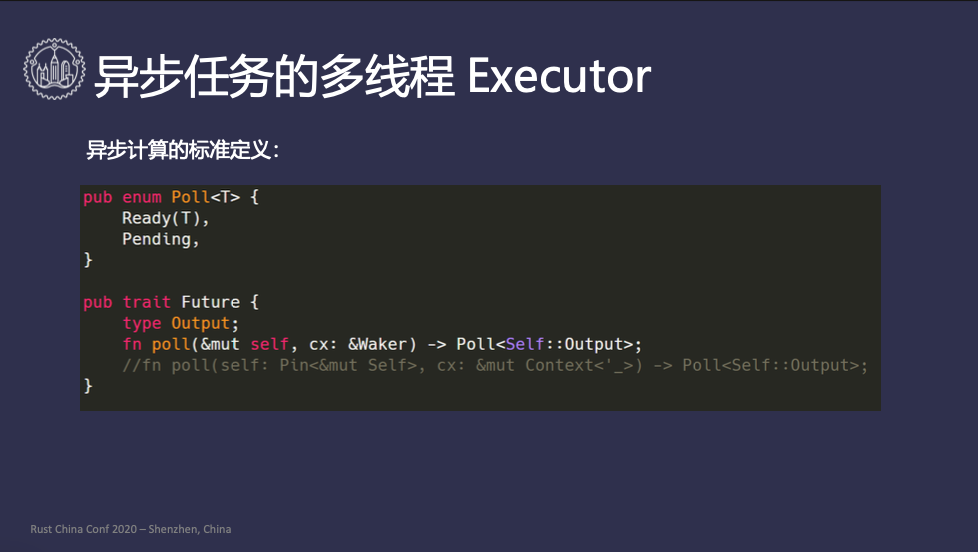 异步任务的多线程 Executor
异步计算的标准定义：
pub enum Poll<T> {
    Ready(T),
    Pending,
}
pub trait Future {
    type Output;
    fn poll(&mut self, cx: &Waker) -> Poll<Self::Output>;
    //fn poll(self: Pin<&mut Self>, cx: &mut Context<'_>) -> Poll<Self::Output>;
}
Rust China Conf 2020 – Shenzhen, China